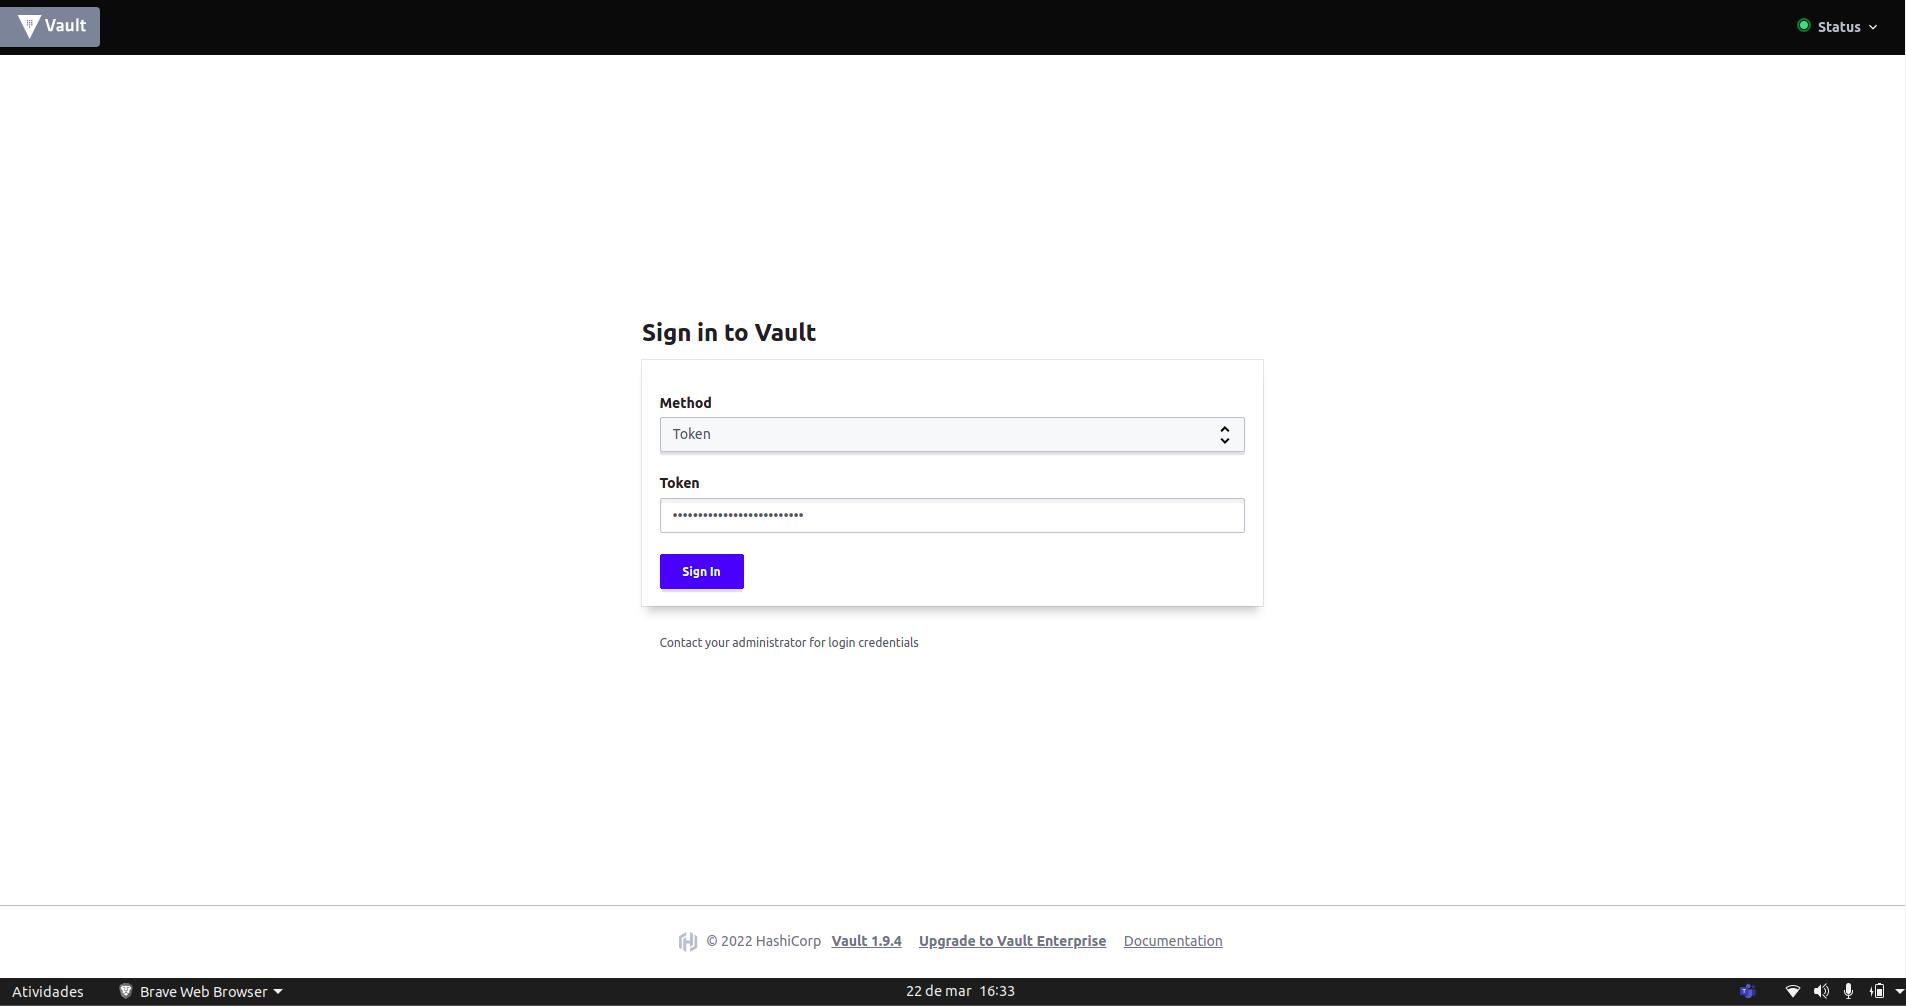 Vault
Status
Sign in to Vault
Method
Token
Token
••••••••••••••••••••••••••
Sign In
Contact your administrator for login credentials
© 2022 HashiCorp Vault 1.9.4 Upgrade to Vault Enterprise Documentation
Atividades Brave Web Browser 22 de mar 16:33